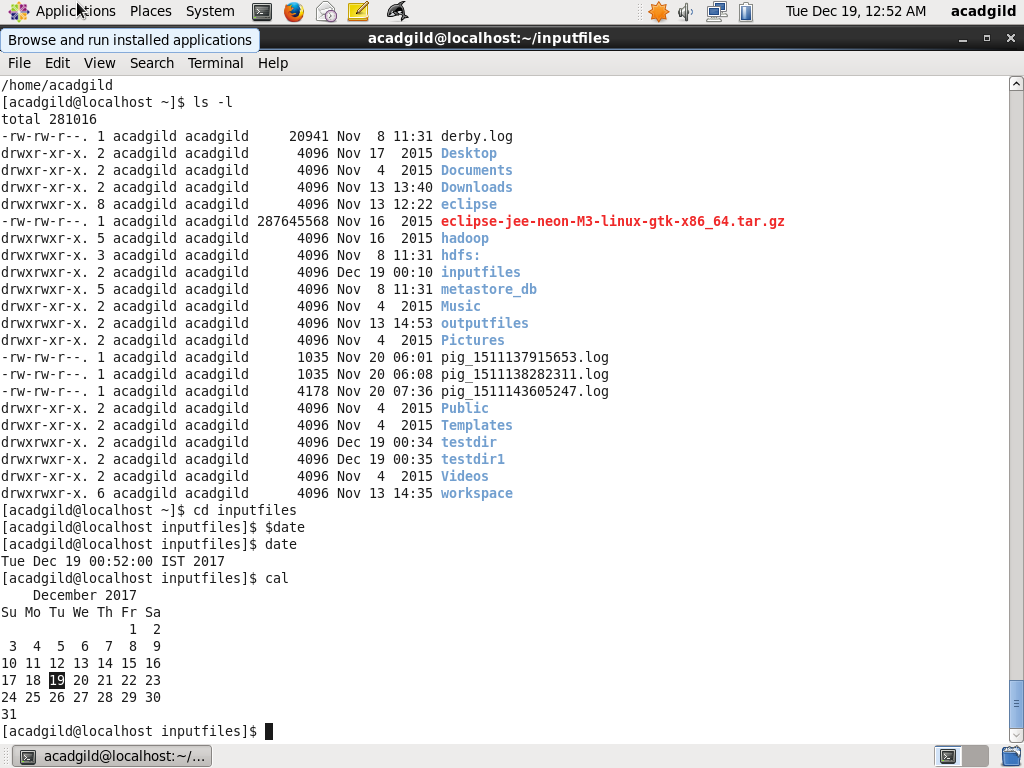 Applications Places System Tue Dec 19, 12:52 AM acadgild
Browse and run installed applications
acadgild@localhost:~/inputfiles
File Edit View Search Terminal Help
/home/acadgild
[acadgild@localhost ~]$ ls -l
total 281016
-rw-rw-r--. 1 acadgild acadgild     20941 Nov  8 11:31 derby.log
drwxr-xr-x. 2 acadgild acadgild      4096 Nov 17  2015 Desktop
drwxr-xr-x. 2 acadgild acadgild      4096 Nov  4  2015 Documents
drwxr-xr-x. 2 acadgild acadgild      4096 Nov 13 13:40 Downloads
drwxrwxr-x. 8 acadgild acadgild      4096 Nov 13 12:22 eclipse
-rw-rw-r--. 1 acadgild acadgild 287645568 Nov 16  2015 eclipse-jee-neon-M3-linux-gtk-x86_64.tar.gz
drwxrwxr-x. 5 acadgild acadgild      4096 Nov 16  2015 hadoop
drwxrwxr-x. 3 acadgild acadgild      4096 Nov  8 11:31 hdfs:
drwxrwxr-x. 2 acadgild acadgild      4096 Dec 19 00:10 inputfiles
drwxrwxr-x. 5 acadgild acadgild      4096 Nov  8 11:31 metastore_db
drwxr-xr-x. 2 acadgild acadgild      4096 Nov  4  2015 Music
drwxrwxr-x. 2 acadgild acadgild      4096 Nov 13 14:53 outputfiles
drwxr-xr-x. 2 acadgild acadgild      4096 Nov  4  2015 Pictures
-rw-rw-r--. 1 acadgild acadgild      1035 Nov 20 06:01 pig_1511137915653.log
-rw-rw-r--. 1 acadgild acadgild      1035 Nov 20 06:08 pig_1511138282311.log
-rw-rw-r--. 1 acadgild acadgild      4178 Nov 20 07:36 pig_1511143605247.log
drwxr-xr-x. 2 acadgild acadgild      4096 Nov  4  2015 Public
drwxr-xr-x. 2 acadgild acadgild      4096 Nov  4  2015 Templates
drwxrwxr-x. 2 acadgild acadgild      4096 Dec 19 00:34 testdir
drwxrwxr-x. 2 acadgild acadgild      4096 Dec 19 00:35 testdir1
drwxr-xr-x. 2 acadgild acadgild      4096 Nov  4  2015 Videos
drwxrwxr-x. 6 acadgild acadgild      4096 Nov 13 14:35 workspace
[acadgild@localhost ~]$ cd inputfiles
[acadgild@localhost inputfiles]$ $date
[acadgild@localhost inputfiles]$ date
Tue Dec 19 00:52:00 IST 2017
[acadgild@localhost inputfiles]$ cal
    December 2017
Su Mo Tu We Th Fr Sa
                1  2
 3  4  5  6  7  8  9
10 11 12 13 14 15 16
17 18 19 20 21 22 23
24 25 26 27 28 29 30
31
[acadgild@localhost inputfiles]$
acadgild@localhost:~/...